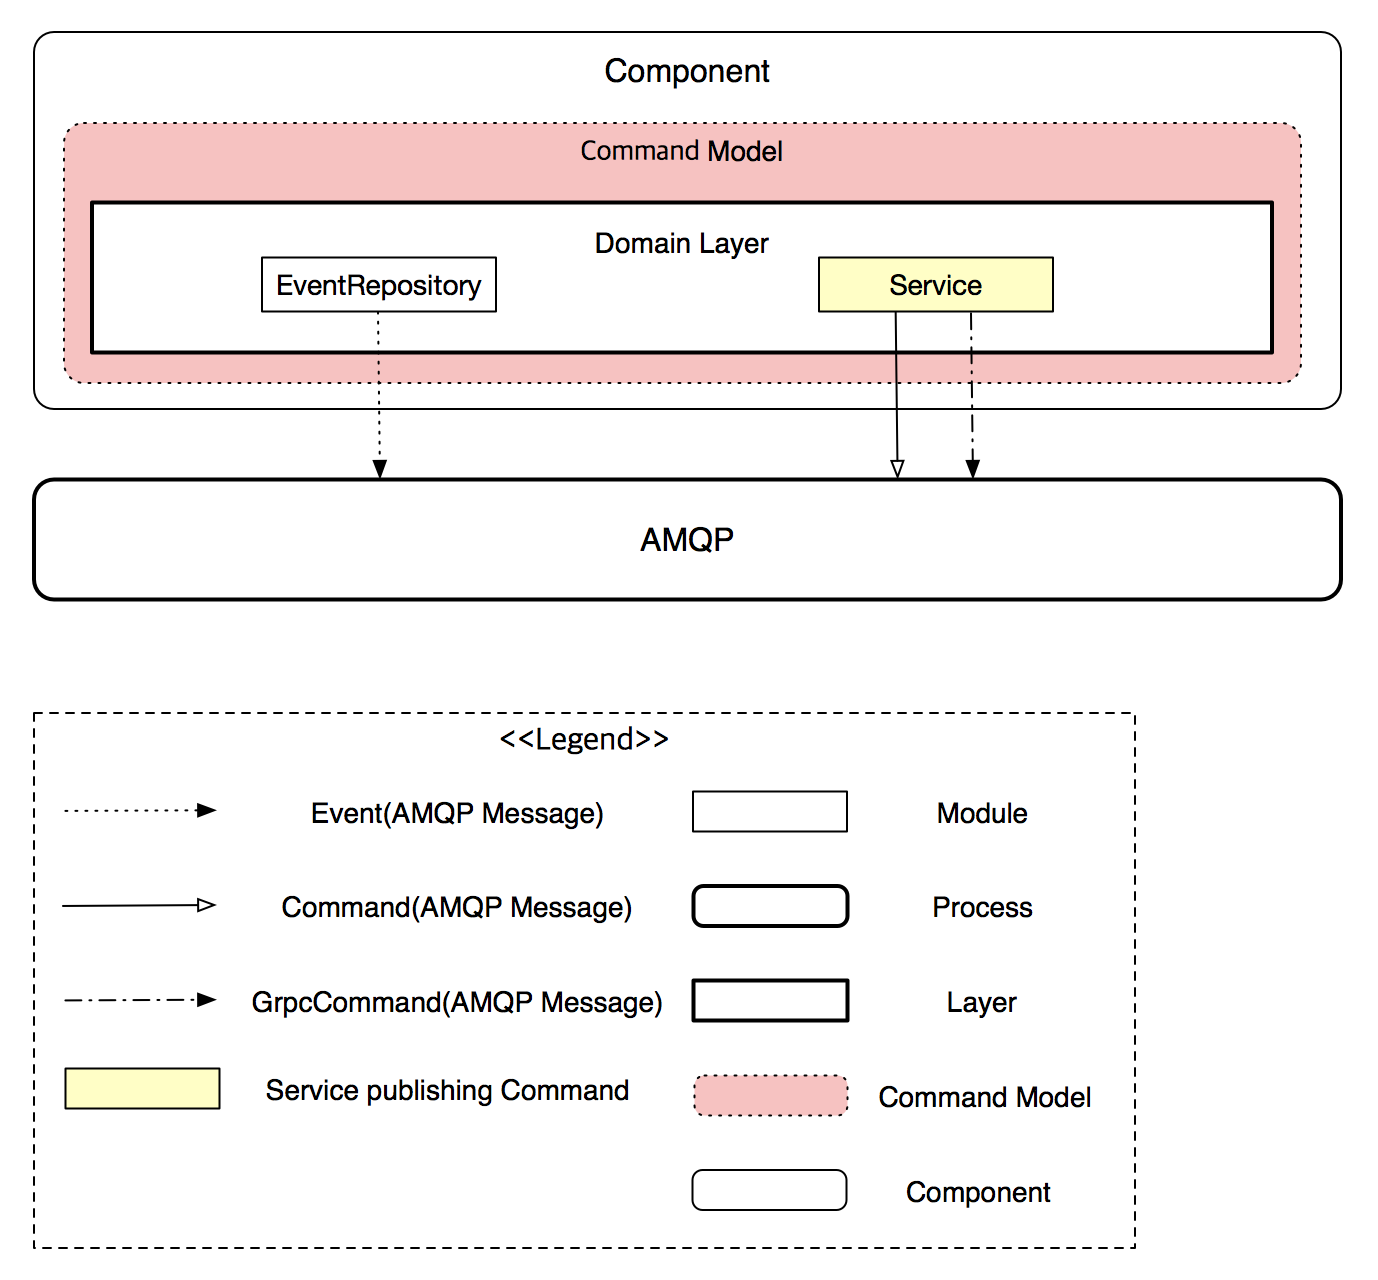 Component
Command Model
Domain Layer
EventRepository
Service
AMQP
<<Legend>>
Event(AMQP Message)
Module
Command(AMQP Message)
Process
GrpcCommand(AMQP Message)
Layer
Service publishing Command
Command Model
Component